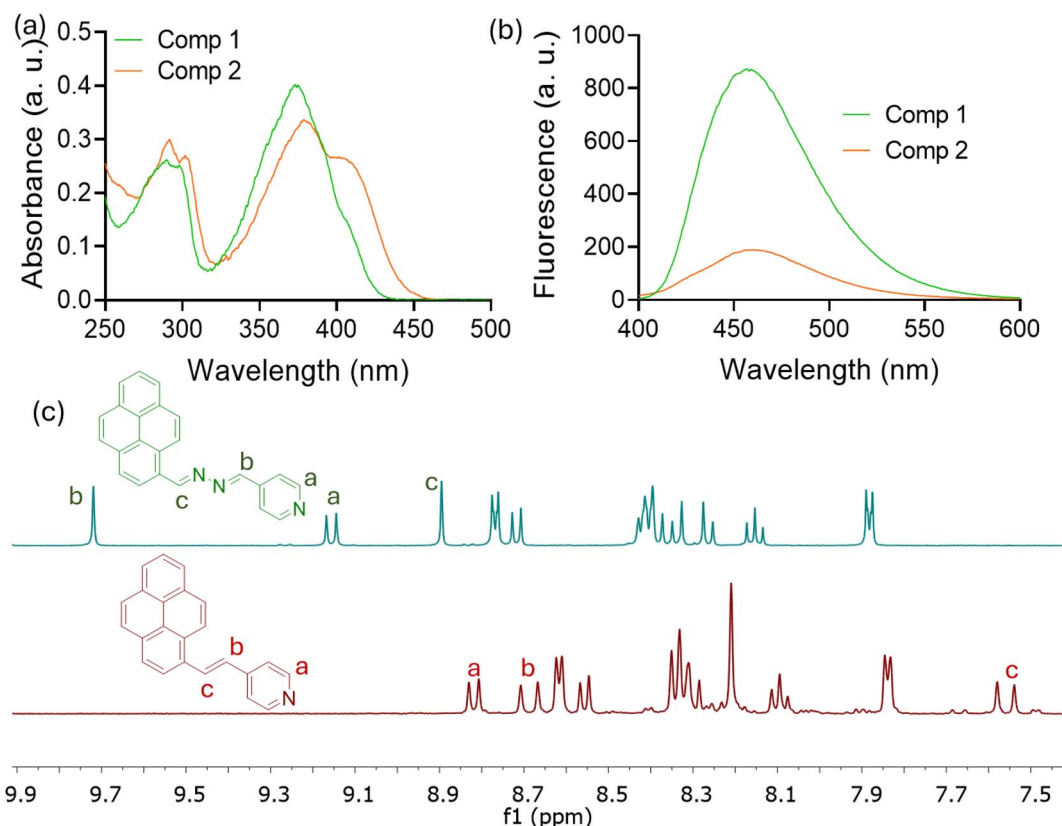 (a)
Absorbance (a. u.)
0.5
0.4
0.3
0.2
0.1
0.0
Comp 1
Comp 2
250 300 350 400 450 500
Wavelength (nm)
(b)
Fluorescence (a. u.)
1000
800
600
400
200
0
Comp 1
Comp 2
400 450 500 550 600
Wavelength (nm)
(c)
b
N
a
c
N
N
b
a
c
b
a
c
N
a
b
c
9.9 9.7 9.5 9.3 9.1 8.9 8.7 8.5 8.3 8.1 7.9 7.7 7.5
f1 (ppm)